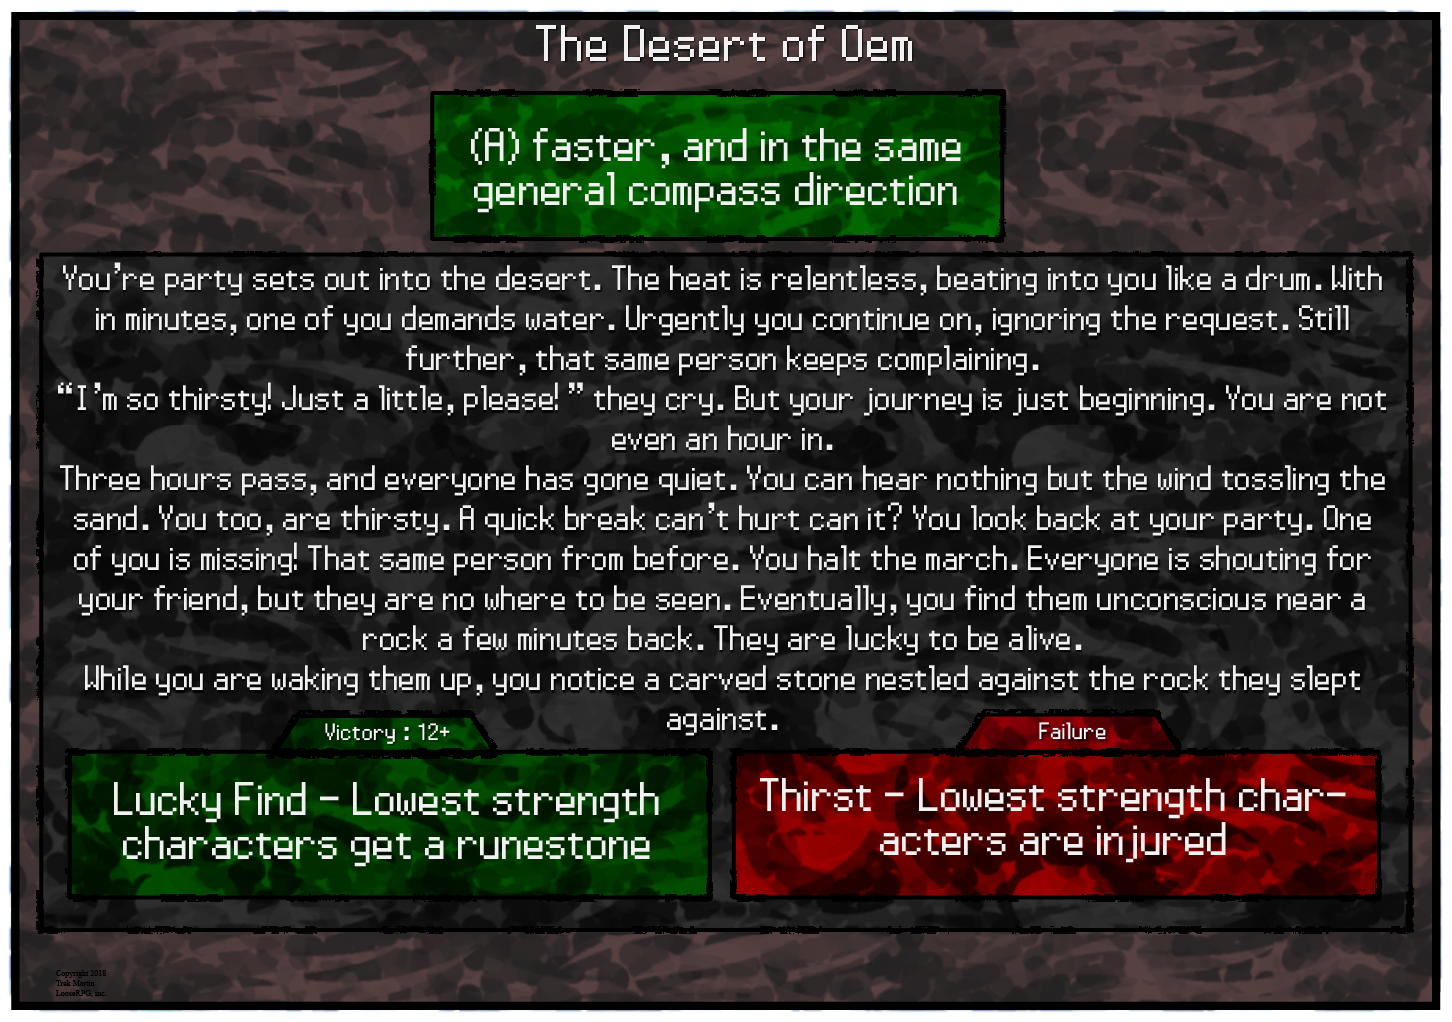 The Desert of Oem
(A) faster, and in the same
general compass direction
You're party sets out into the desert. The heat is relentless, beating into you like a drum. With
in minutes, one of you demands water. Urgently you continue on, ignoring the request. Still
further, that same person keeps complaining.
“I'm so thirsty! Just a little, please! ” they cry. But your journey is just beginning. You are not
even an hour in.
Three hours pass, and everyone has gone quiet. You can hear nothing but the wind tossling the
sand. You too, are thirsty. A quick break can't hurt can it? You look back at your party. One
of you is missing! That same person from before. You halt the march. Everyone is shouting for
your friend, but they are no where to be seen. Eventually, you find them unconscious near a
rock a few minutes back. They are lucky to be alive.
While you are waking them up, you notice a carved stone nestled against the rock they slept
against.
Victory : 12+
Failure
Lucky Find - Lowest strength
characters get a runestone
Thirst - Lowest strength char-
acters are injured
Copyright 2018
Trek Martin
LooseRPG, inc.